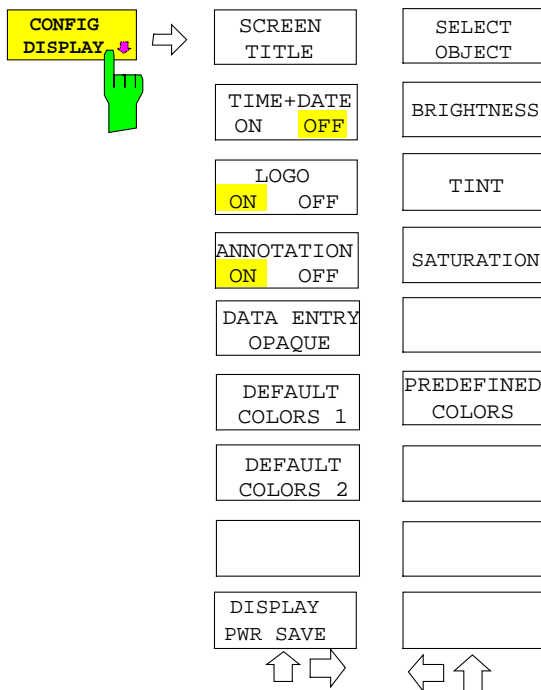 CONFIG
DISPLAY
SCREEN
TITLE
TIME+DATE
ON OFF
LOGO
ON OFF
ANNOTATION
ON OFF
DATA ENTRY
OPAQUE
DEFAULT
COLORS 1
DEFAULT
COLORS 2
DISPLAY
PWR SAVE
SELECT
OBJECT
BRIGHTNESS
TINT
SATURATION
PREDEFINED
COLORS